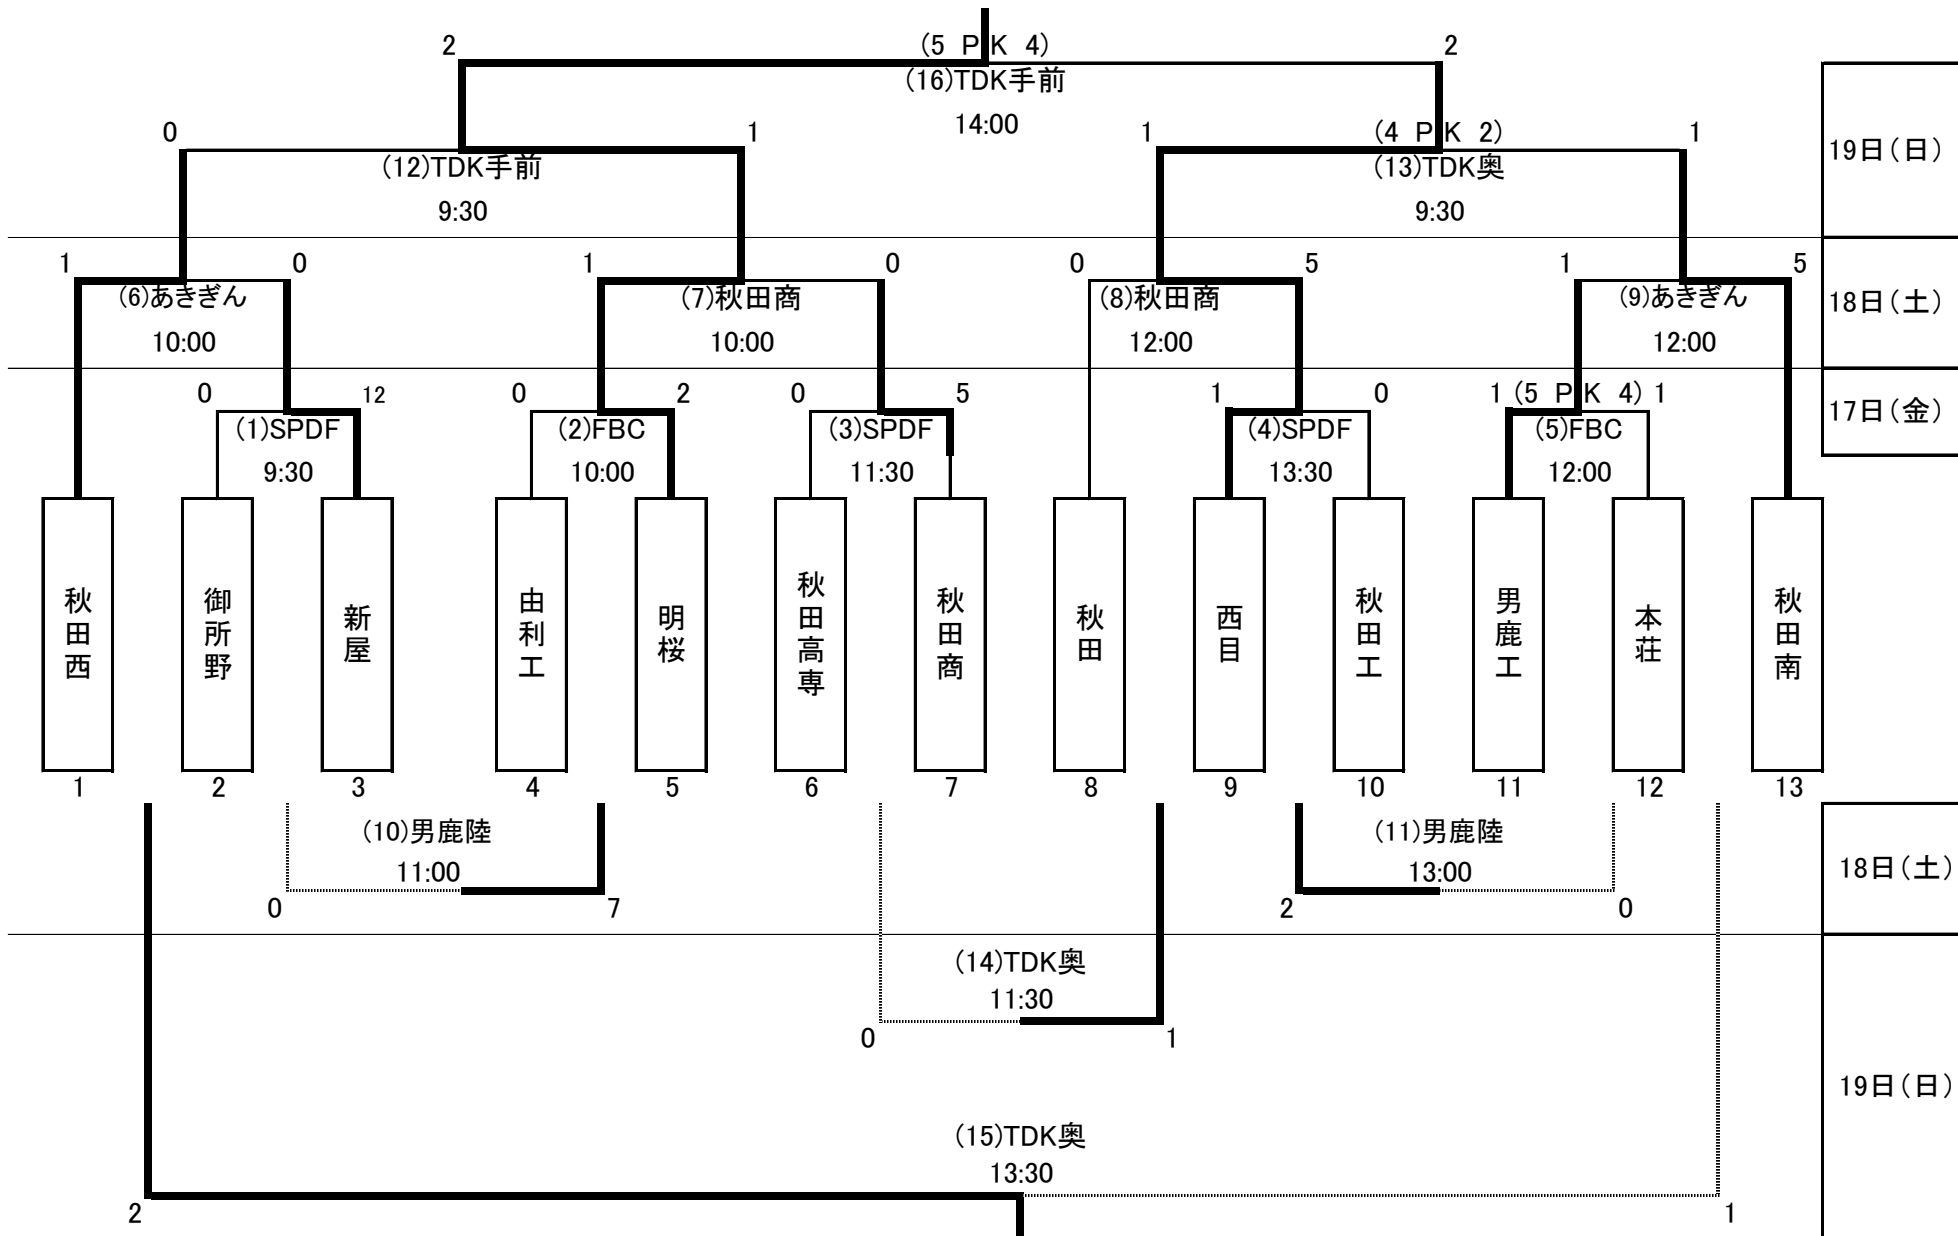 2 (5 P K 4) 2
(16)TDK手前
14:00
0 1 1 (4 P K 2) 1
(12)TDK手前 (13)TDK奥
9:30 9:30
19日(日)
1 0 1 0 0 5 1 5
(6)あきぎん (7)秋田商 (8)秋田商 (9)あきぎん
10:00 10:00 12:00 12:00
18日(土)
0 12 0 2 0 5 1 0 1 (5 P K 4) 1
(1)SPDF (2)FBC (3)SPDF (4)SPDF (5)FBC
9:30 10:00 11:30 13:30 12:00
17日(金)
秋田西
御所野
新屋
由利工
明桜
秋田高専
秋田商
秋田
西目
秋田工
男鹿工
本荘
秋田南
1 2 3 4 5 6 7 8 9 10 11 12 13
(10)男鹿陸 (11)男鹿陸
11:00 13:00
0 7 2 0
18日(土)
(14)TDK奥
11:30
0 1
19日(日)
(15)TDK奥
13:30
2 1